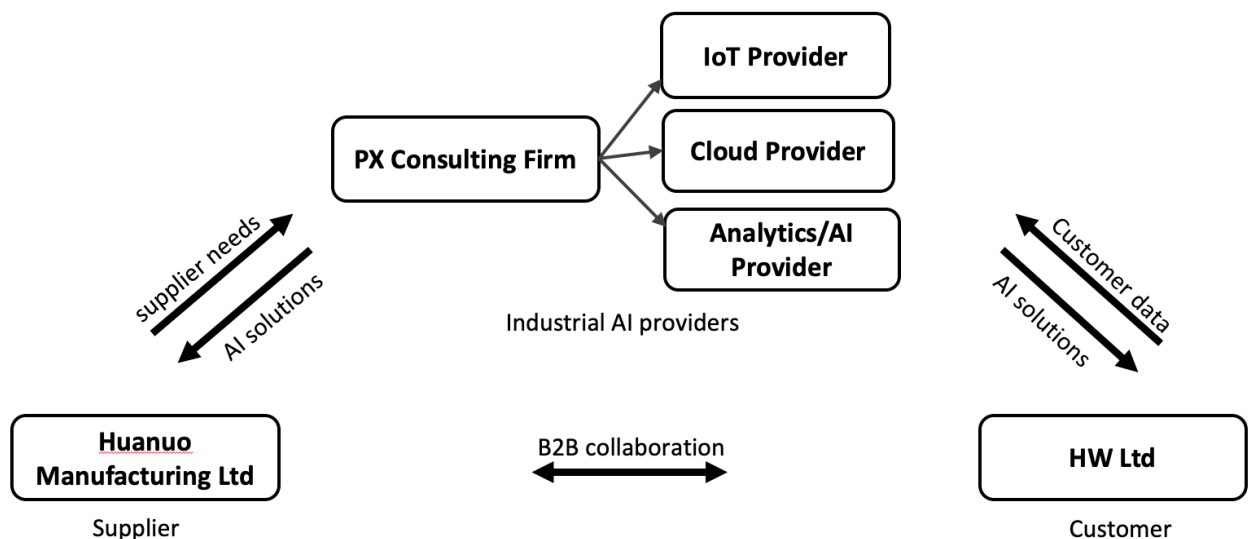 IoT Provider
PX Consulting Firm
Cloud Provider
Analytics/AI
Provider
supplier needs
AI solutions
Customer data
AI solutions
Industrial AI providers
Huanuo
Manufacturing Ltd
B2B collaboration
HW Ltd
Supplier
Customer